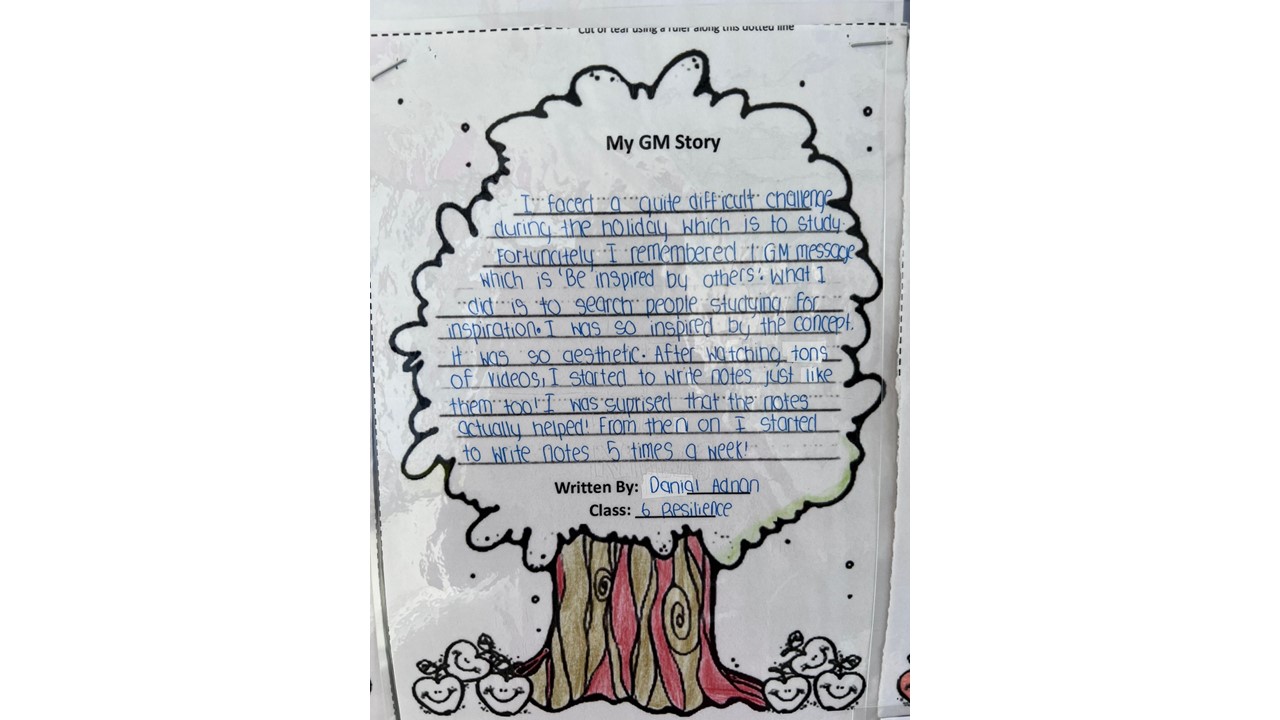 Cut or tear using a ruler along this dotted line
My GM Story
I faced a quite difficult challenge
during the holiday which is to study.
Fortunately I remembered 1 GM message
which is 'Be inspired by others'. What I
did is to search people studying for
inspiration. I was so inspired by the concept.
it was so aesthetic. After watching tons
of videos, I started to write notes just like
them too! I was suprised that the notes
actually helped! From then on I started
to write notes 5 times a week!
Written By: Danial Adnan
Class: 6 Resilience